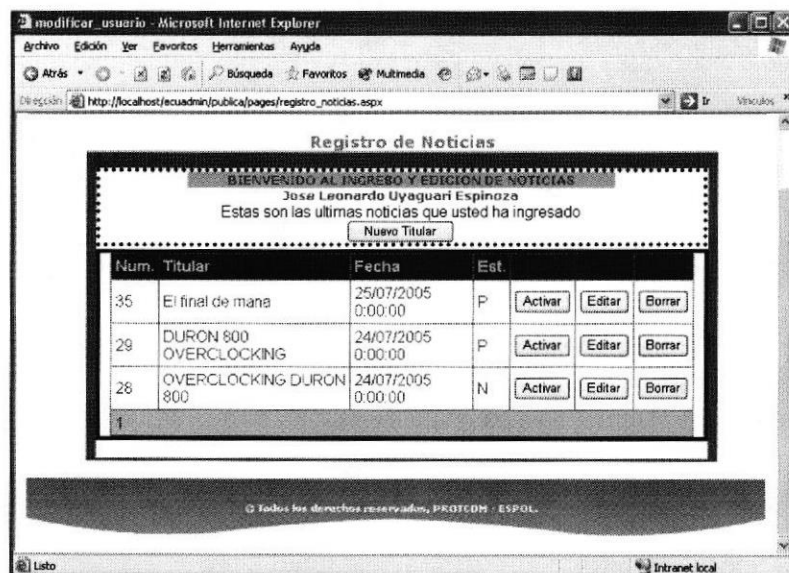 modificar_usuario - Microsoft Internet Explorer
Archivo Edición Ver Favoritos Herramientas Ayuda
Atrás Búsqueda Favoritos Multimedia
Dirección http://localhost/ecuadmin/publica/pages/registro_noticias.aspx Ir Vínculos
Registro de Noticias
BIENVENIDO AL INGRESO Y EDICION DE NOTICIAS
Jose Leonardo Uyaguari Espinoza
Estas son las ultimas noticias que usted ha ingresado
Nuevo Titular
Num. Titular Fecha Est.
35 El final de mana 25/07/2005 0:00:00 P Activar Editar Borrar
29 DURON 800 OVERCLOCKING 24/07/2005 0:00:00 P Activar Editar Borrar
28 OVERCLOCKING DURON 800 24/07/2005 0:00:00 N Activar Editar Borrar
1
@ Todos los derechos reservados, PROTCOM - ESPOL.
Listo Intranet local